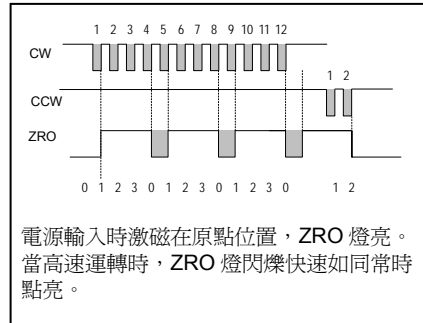 1 2 3 4 5 6 7 8 9 10 11 12
CW
1 2
CCW
ZRO
0 1 2 3 0 1 2 3 0 1 2 3 0 1 2
電源輸入時激磁在原點位置，ZRO 燈亮。
當高速運轉時，ZRO 燈閃爍快速如同常時
點亮。